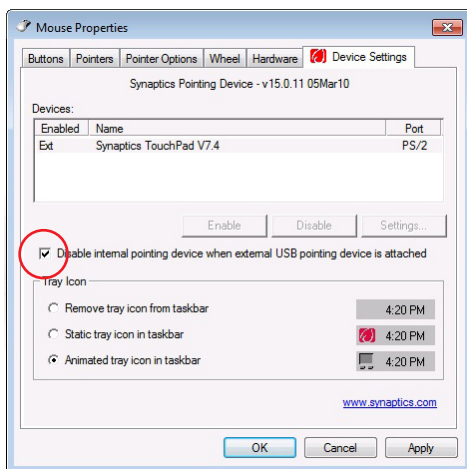 Mouse Properties
Buttons Pointers Pointer Options Wheel Hardware Device Settings
Synaptics Pointing Device - v15.0.11 05Mar10
Devices:
Enabled Name Port
Ext Synaptics TouchPad V7.4 PS/2
Enable Disable Settings...
Disable internal pointing device when external USB pointing device is attached
Tray Icon
Remove tray icon from taskbar 4:20 PM
Static tray icon in taskbar 4:20 PM
Animated tray icon in taskbar 4:20 PM
www.synaptics.com
OK Cancel Apply